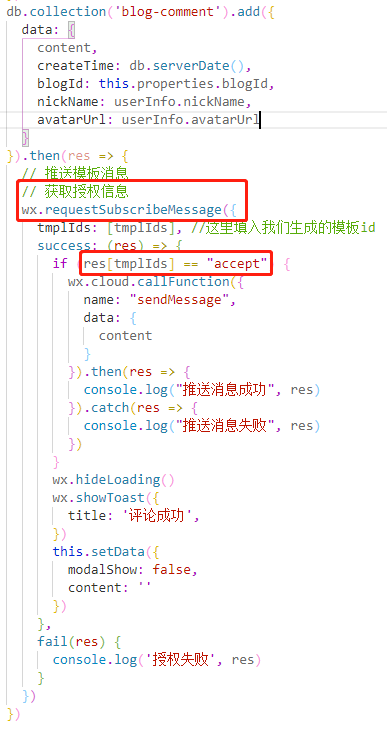 db.collection('blog-comment').add({
data: {
content,
createTime: db.serverDate(),
blogId: this.properties.blogId,
nickName: userInfo.nickName,
avatarUrl: userInfo.avatarUrl
}
}).then(res => {
// 推送模板消息
// 获取授权信息
wx.requestSubscribeMessage({
tmplIds: [tmplIds], //这里填入我们生成的模板id
success: (res) => {
if (res[tmplIds] == "accept") {
wx.cloud.callFunction({
name: "sendMessage",
data: {
content
}
}).then(res => {
console.log("推送消息成功", res)
}).catch(res => {
console.log("推送消息失败", res)
})
}
wx.hideLoading()
wx.showToast({
title: '评论成功',
})
this.setData({
modalShow: false,
content: ''
})
},
fail(res) {
console.log('授权失败', res)
}
})
})